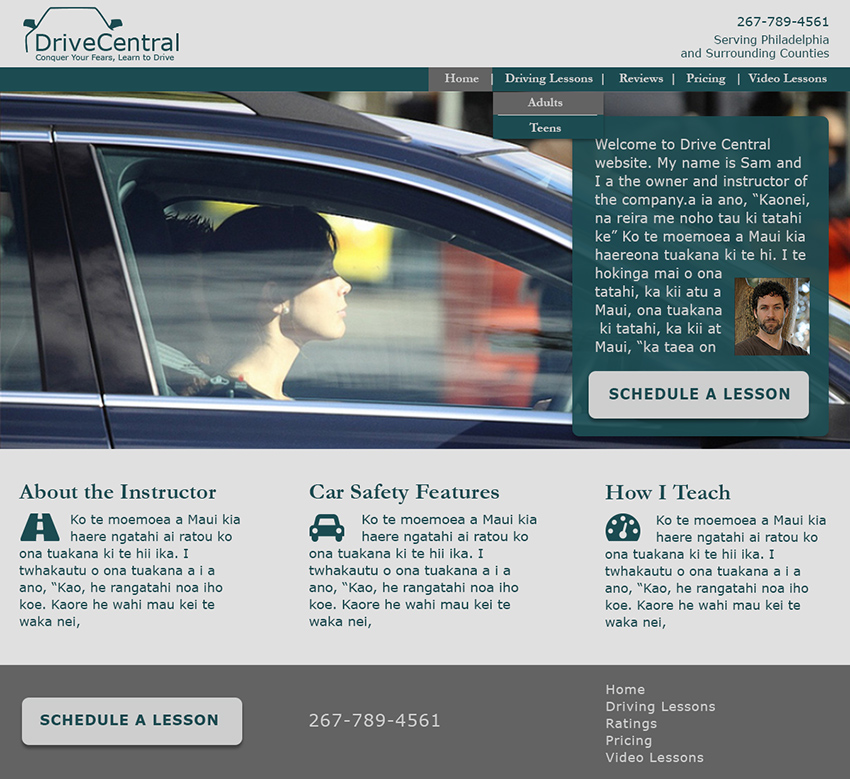 DriveCentral
Conquer Your Fears, Learn to Drive
267-789-4561
Serving Philadelphia
and Surrounding Counties
Home | Driving Lessons | Reviews | Pricing | Video Lessons
Adults
Teens
Welcome to Drive Central
website. My name is Sam and
I a the owner and instructor of
the company.a ia ano, “Kaonei,
na reira me noho tau ki tatahi
ke” Ko te moemoea a Maui kia
haereona tuakana ki te hi. I te
hokinga mai o ona
tatahi, ka kii atu a
Maui, ona tuakana
ki tatahi, ka kii at
Maui, “ka taea on
SCHEDULE A LESSON
About the Instructor
Ko te moemoea a Maui kia
haere ngatahi ai ratou ko
ona tuakana ki te hii ika. I
twhakautu o ona tuakana a i a
ano, “Kao, he rangatahi noa iho
koe. Kaore he wahi mau kei te
waka nei,
Car Safety Features
Ko te moemoea a Maui kia
haere ngatahi ai ratou ko
ona tuakana ki te hii ika. I
twhakautu o ona tuakana a i a
ano, “Kao, he rangatahi noa iho
koe. Kaore he wahi mau kei te
waka nei,
How I Teach
Ko te moemoea a Maui kia
haere ngatahi ai ratou ko
ona tuakana ki te hii ika. I
twhakautu o ona tuakana a i a
ano, “Kao, he rangatahi noa iho
koe. Kaore he wahi mau kei te
waka nei,
SCHEDULE A LESSON
267-789-4561
Home
Driving Lessons
Ratings
Pricing
Video Lessons